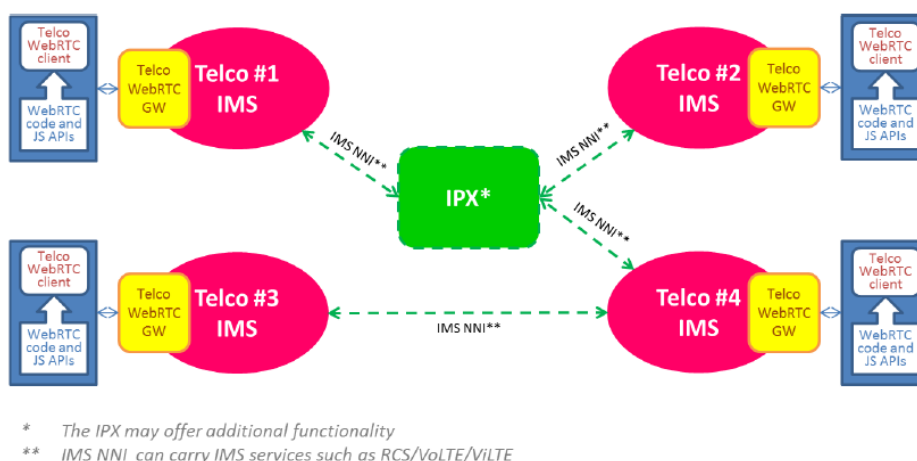 Telco
WebRTC
client
WebRTC
code and
JS APIs
Telco
WebRTC
GW
Telco #1
IMS
IMS NNI**
IPX*
IMS NNI**
Telco #2
IMS
Telco
WebRTC
GW
Telco
WebRTC
client
WebRTC
code and
JS APIs
IMS NNI**
Telco
WebRTC
client
WebRTC
code and
JS APIs
Telco
WebRTC
GW
Telco #3
IMS
IMS NNI**
Telco #4
IMS
Telco
WebRTC
GW
Telco
WebRTC
client
WebRTC
code and
JS APIs
* The IPX may offer additional functionality
** IMS NNI can carry IMS services such as RCS/VoLTE/ViLTE